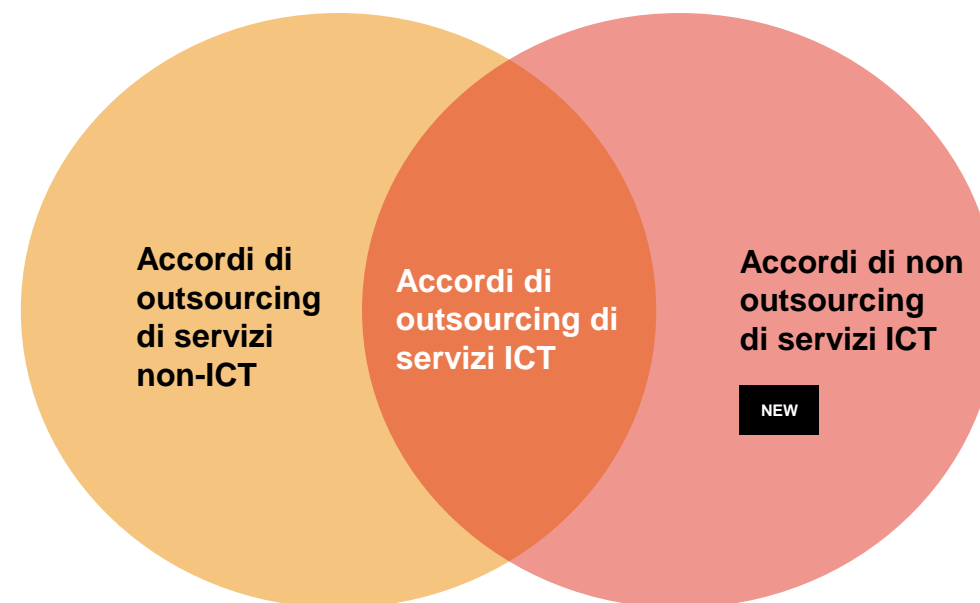 Accordi di
outsourcing
di servizi
non-ICT
Accordi di
outsourcing di
servizi ICT
Accordi di non
outsourcing
di servizi ICT
NEW